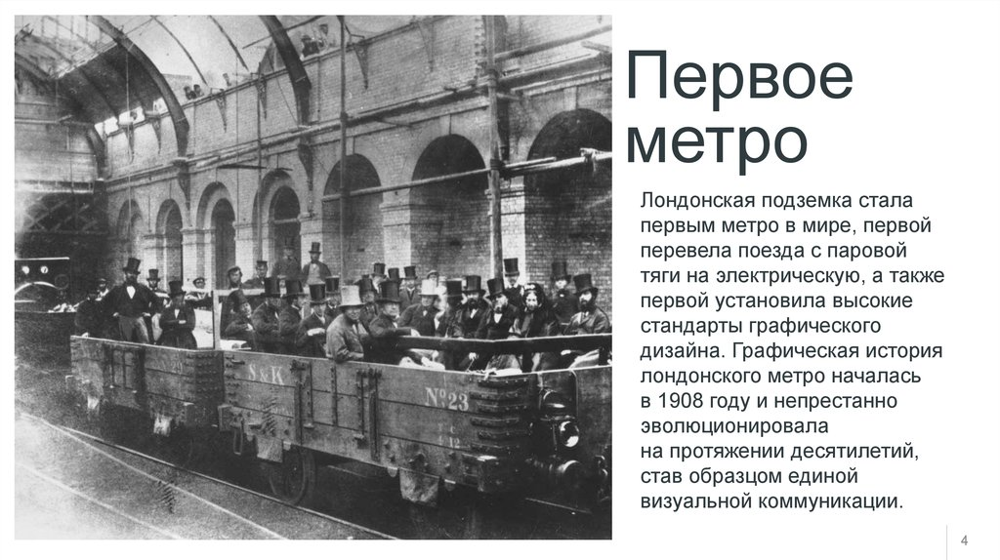 Первое
метро
Лондонская подземка стала
первым метро в мире, первой
перевела поезда с паровой
тяги на электрическую, а также
первой установила высокие
стандарты графического
дизайна. Графическая история
лондонского метро началась
в 1908 году и непрестанно
эволюционировала
на протяжении десятилетий,
став образцом единой
визуальной коммуникации.
S & K
Nº 23
4